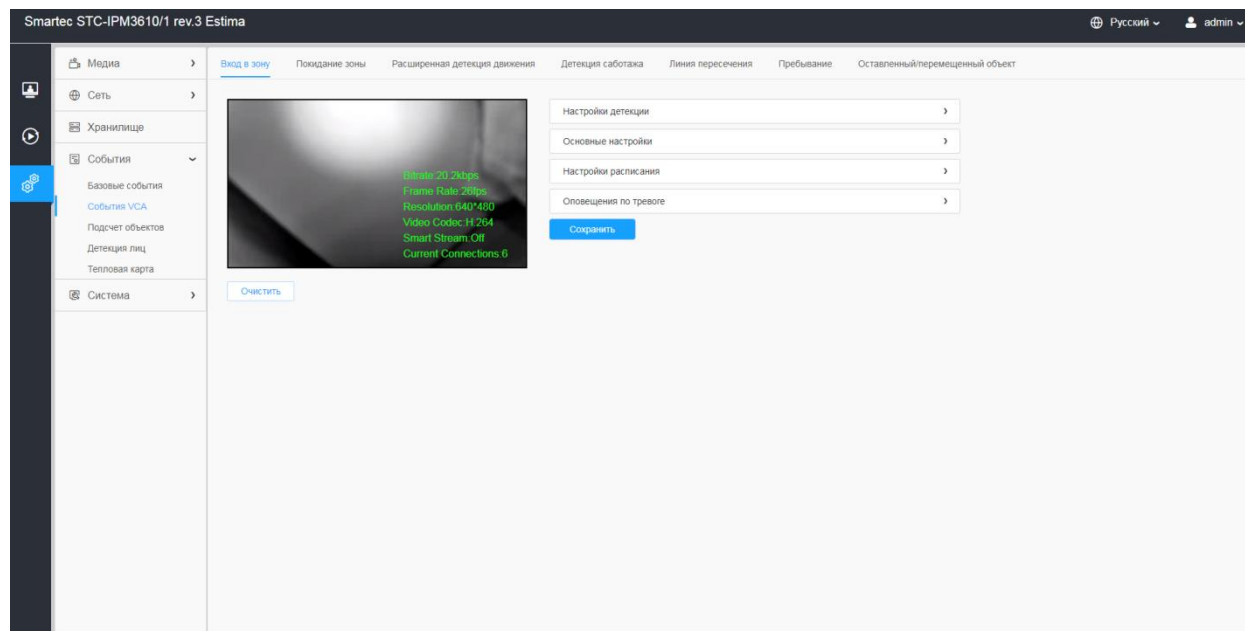 Smartec STC-IPM3610/1 rev.3 Estima
Русский
admin
Медиа
Сеть
Хранилище
События
Базовые события
События VCA
Подсчет объектов
Детекция лиц
Тепловая карта
Система
Вход в зону
Покидание зоны
Расширенная детекция движения
Детекция саботажа
Линия пересечения
Пребывание
Оставленный/перемещенный объект
Bitrate:20.2kbps
Frame Rate:26fps
Resolution:640*480
Video Codec:H.264
Smart Stream:Off
Current Connections:6
Очистить
Настройки детекции
Основные настройки
Настройки расписания
Оповещения по тревоге
Сохранить